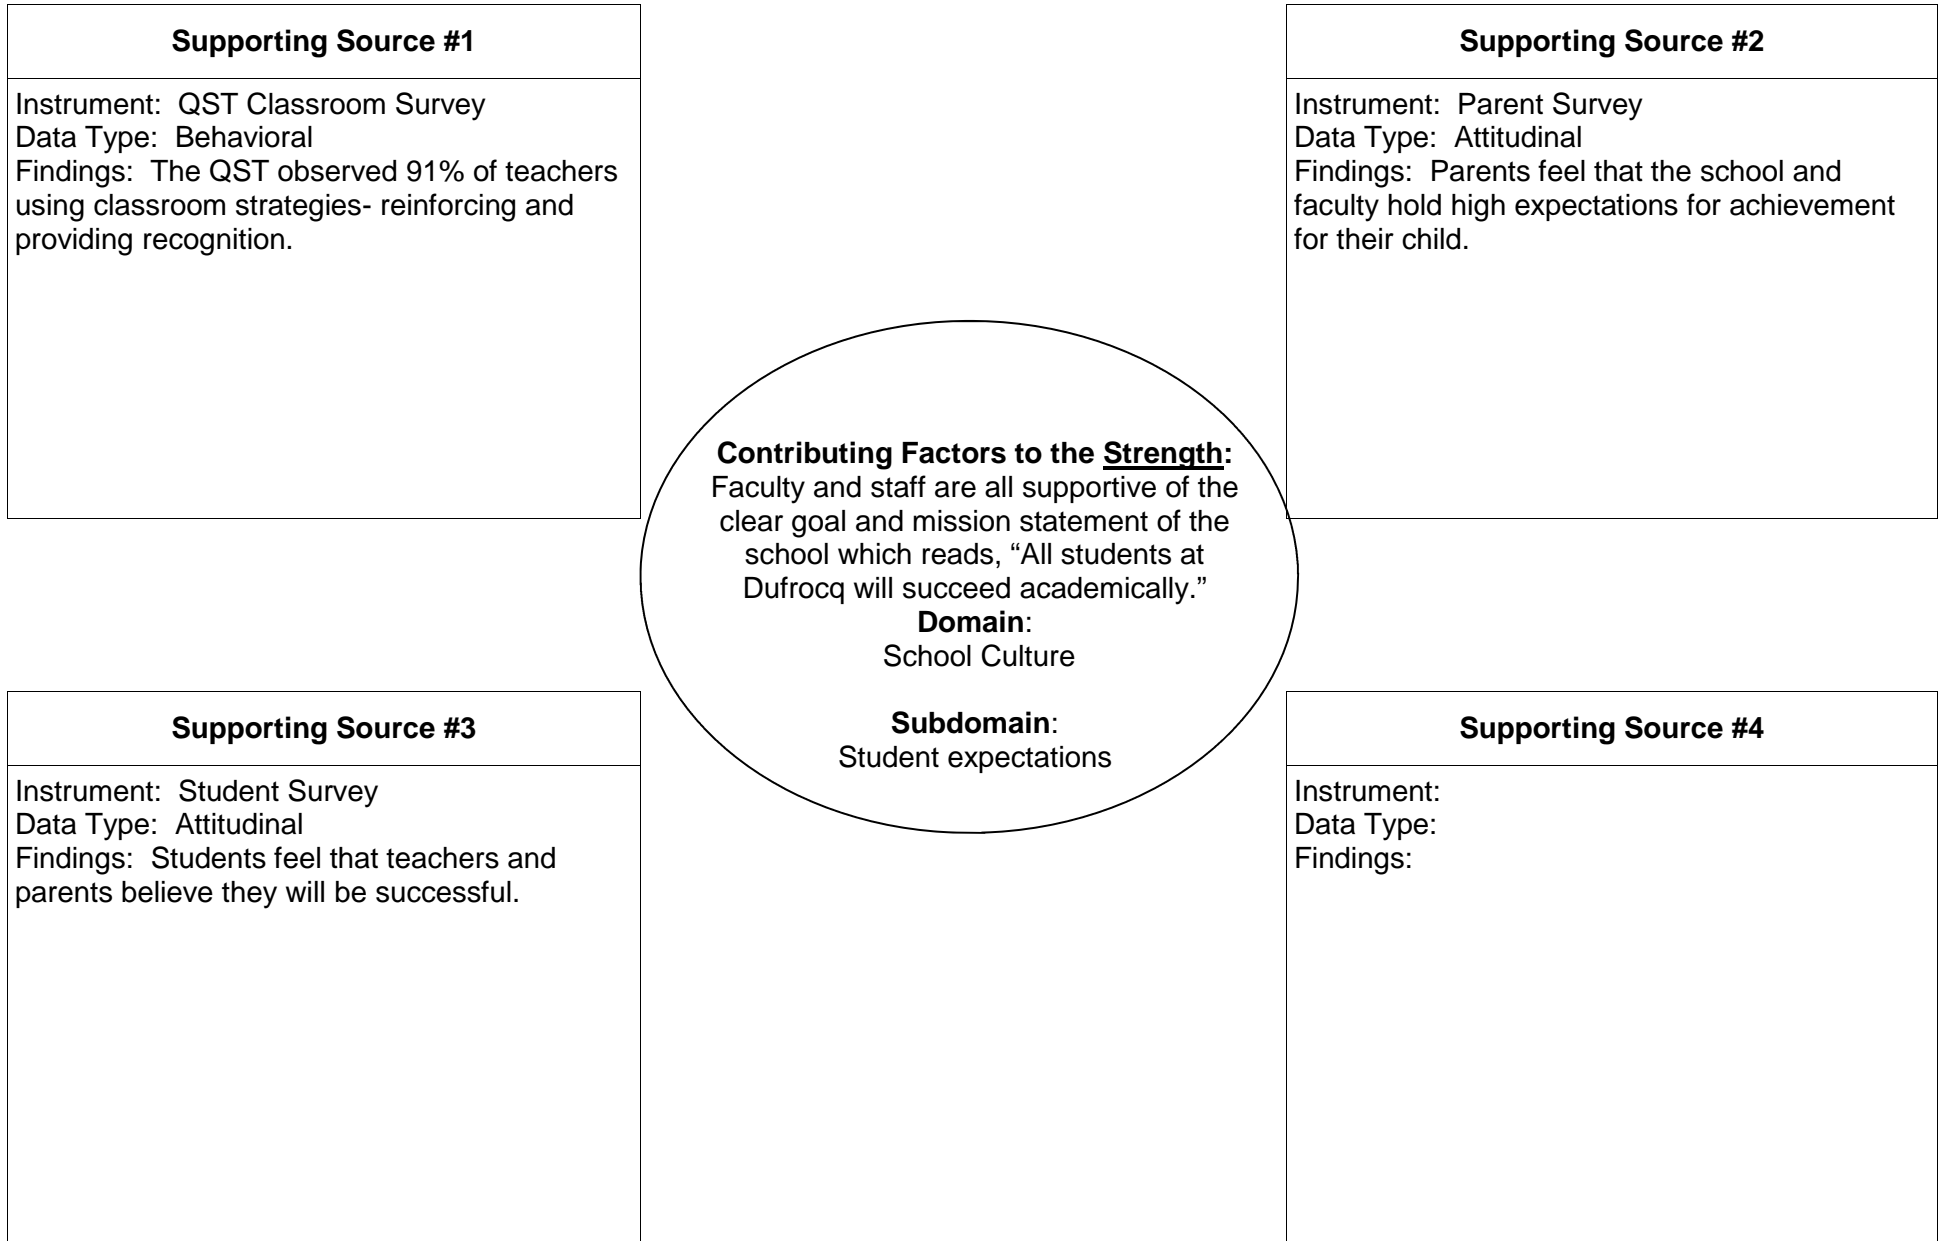 Supporting Source #1
Instrument:  QST Classroom Survey
Data Type:  Behavioral
Findings:  The QST observed 91% of teachers
using classroom strategies- reinforcing and
providing recognition.
Supporting Source #2
Instrument:  Parent Survey
Data Type:  Attitudinal
Findings:  Parents feel that the school and
faculty hold high expectations for achievement
for their child.
Contributing Factors to the Strength:
Faculty and staff are all supportive of the
clear goal and mission statement of the
school which reads, “All students at
Dufrocq will succeed academically.”
Domain:
School Culture
Subdomain:
Student expectations
Supporting Source #3
Instrument:  Student Survey
Data Type:  Attitudinal
Findings:  Students feel that teachers and
parents believe they will be successful.
Supporting Source #4
Instrument:
Data Type:
Findings: